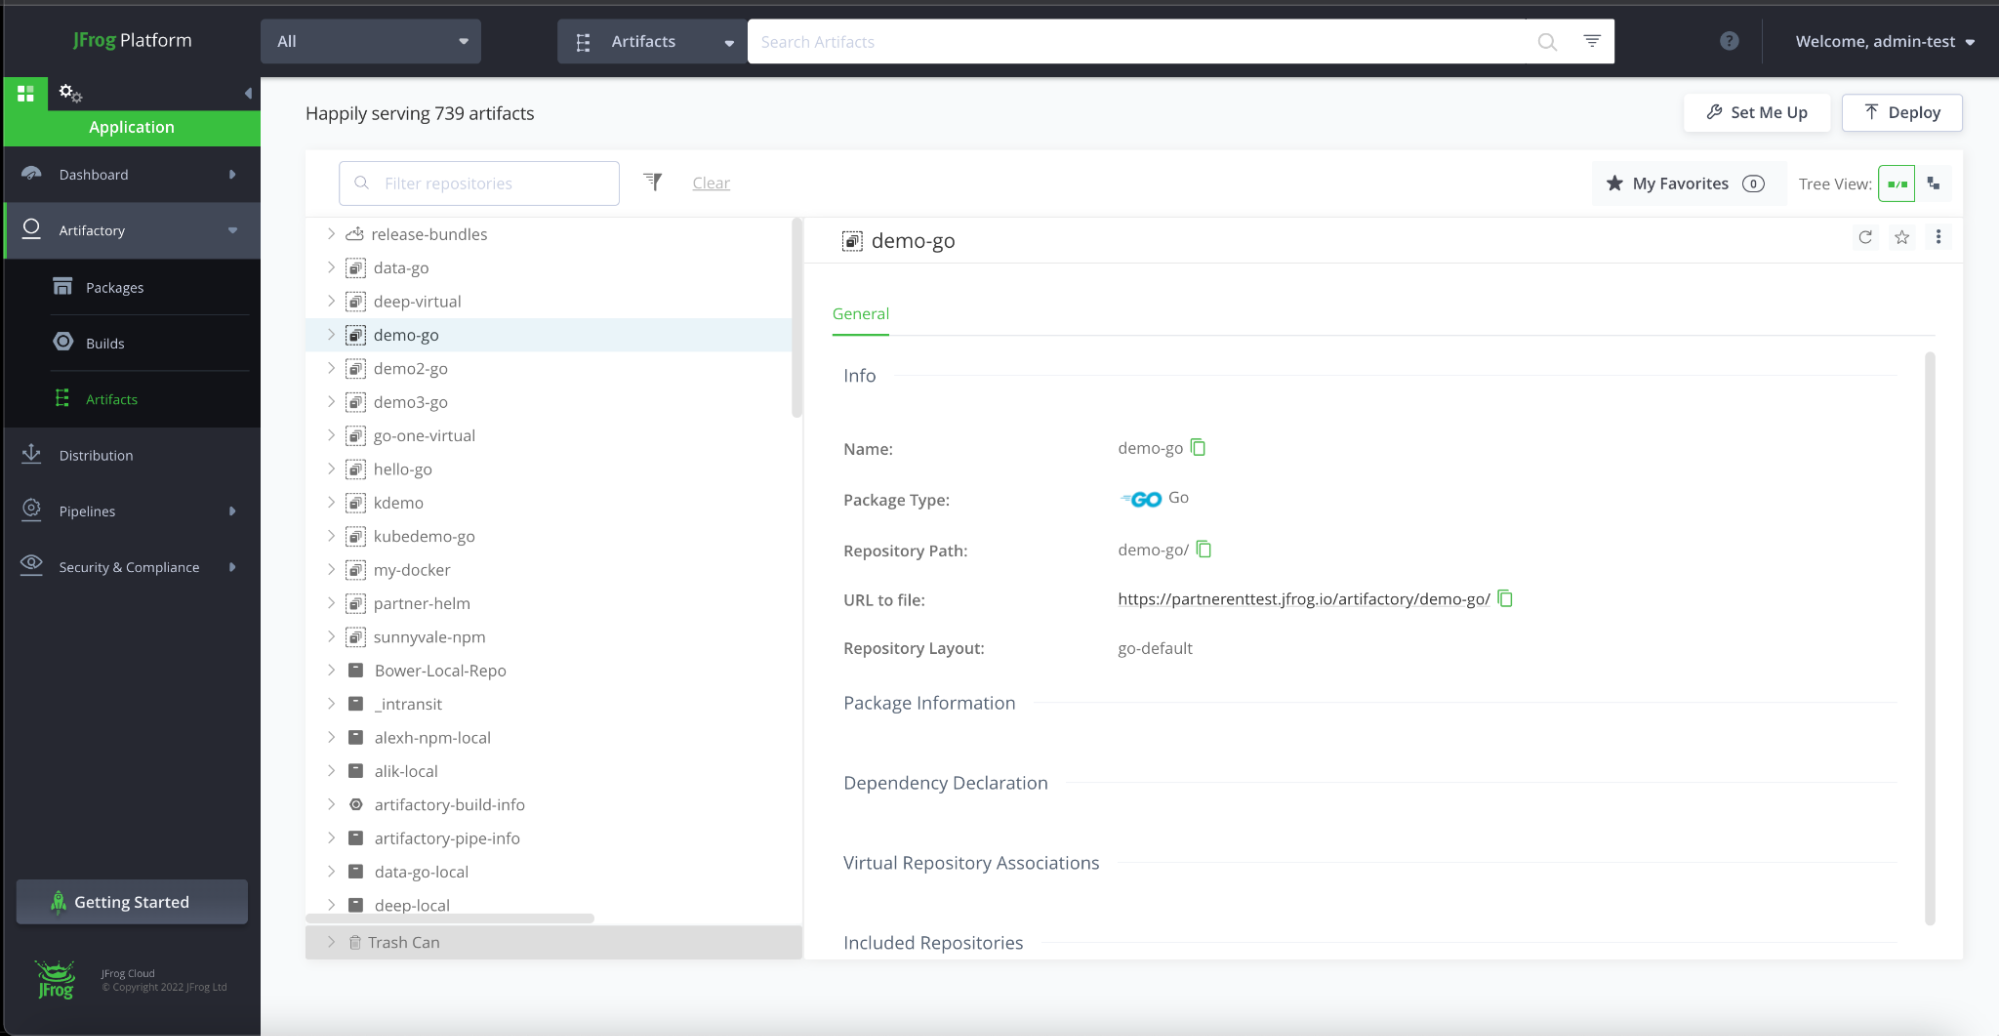 JFrog Platform
All
Artifacts
Search Artifacts
?
Welcome, admin-test
Application
Dashboard
Artifactory
Packages
Builds
Artifacts
Distribution
Pipelines
Security & Compliance
Getting Started
JFrog
JFrog Cloud
© Copyright 2022 JFrog Ltd
Happily serving 739 artifacts
Set Me Up
Deploy
Filter repositories
Clear
My Favorites 0
Tree View:
release-bundles
data-go
deep-virtual
demo-go
demo2-go
demo3-go
go-one-virtual
hello-go
kdemo
kubedemo-go
my-docker
partner-helm
sunnyvale-npm
Bower-Local-Repo
_intransit
alexh-npm-local
alik-local
artifactory-build-info
artifactory-pipe-info
data-go-local
deep-local
Trash Can
demo-go
General
Info
Name: demo-go
Package Type: GO Go
Repository Path: demo-go/
URL to file: https://partnerenttest.jfrog.io/artifactory/demo-go/
Repository Layout: go-default
Package Information
Dependency Declaration
Virtual Repository Associations
Included Repositories